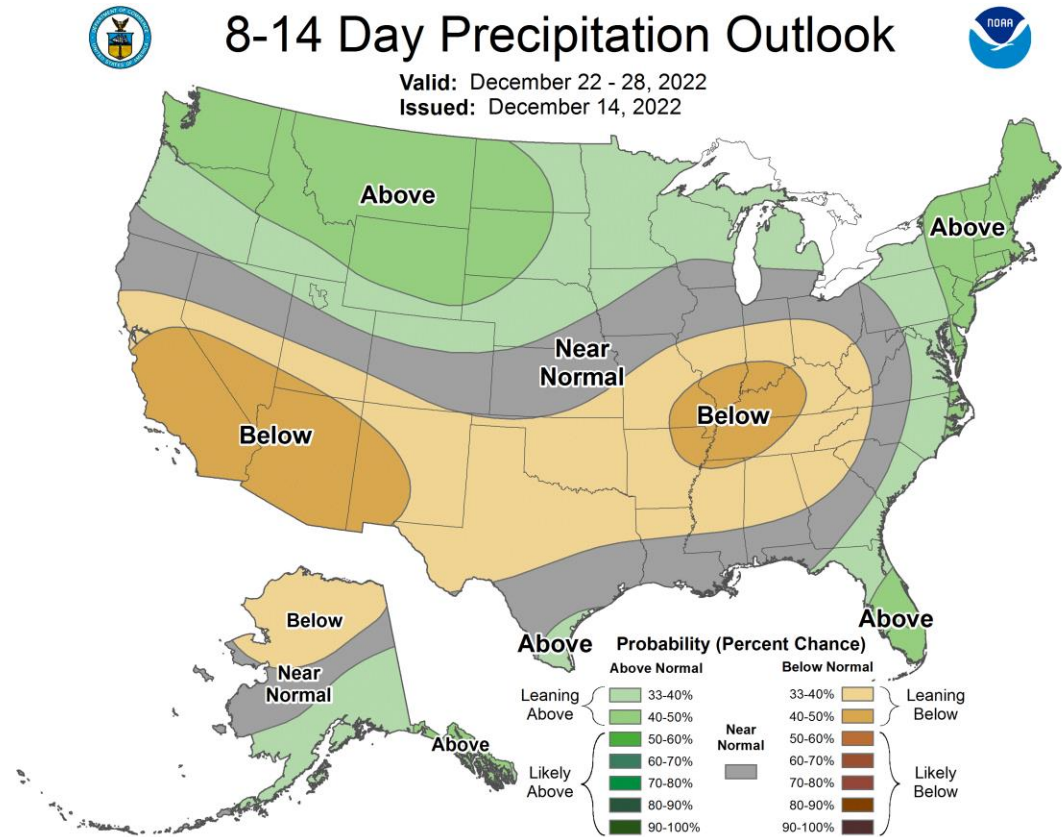 8-14 Day Precipitation Outlook
NOAA
Valid: December 22 - 28, 2022
Issued: December 14, 2022
Above
Above
Near
Normal
Below
Below
Below
Near
Normal
Above
Above
Above
Probability (Percent Chance)
Above Normal
Below Normal
Leaning
Above
33-40%
40-50%
Likely
Above
50-60%
60-70%
70-80%
80-90%
90-100%
Near
Normal
33-40%
40-50%
Leaning
Below
50-60%
60-70%
70-80%
80-90%
90-100%
Likely
Below